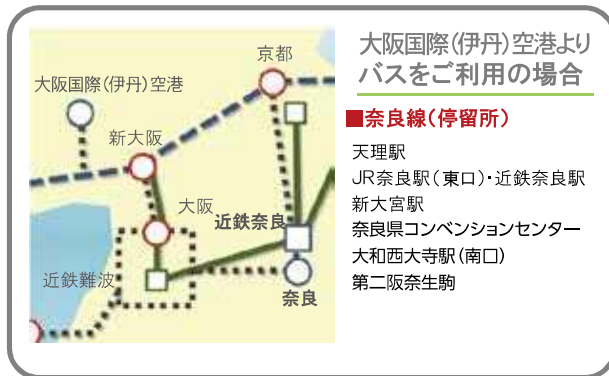 大阪国際(伊丹)空港より
バスをご利用の場合
■奈良線(停留所)
天理駅
JR奈良駅(東口)・近鉄奈良駅
新大宮駅
奈良県コンベンションセンター
大和西大寺駅(南口)
第二阪奈生駒
京都
大阪国際(伊丹)空港
新大阪
大阪
近鉄奈良
近鉄難波
奈良